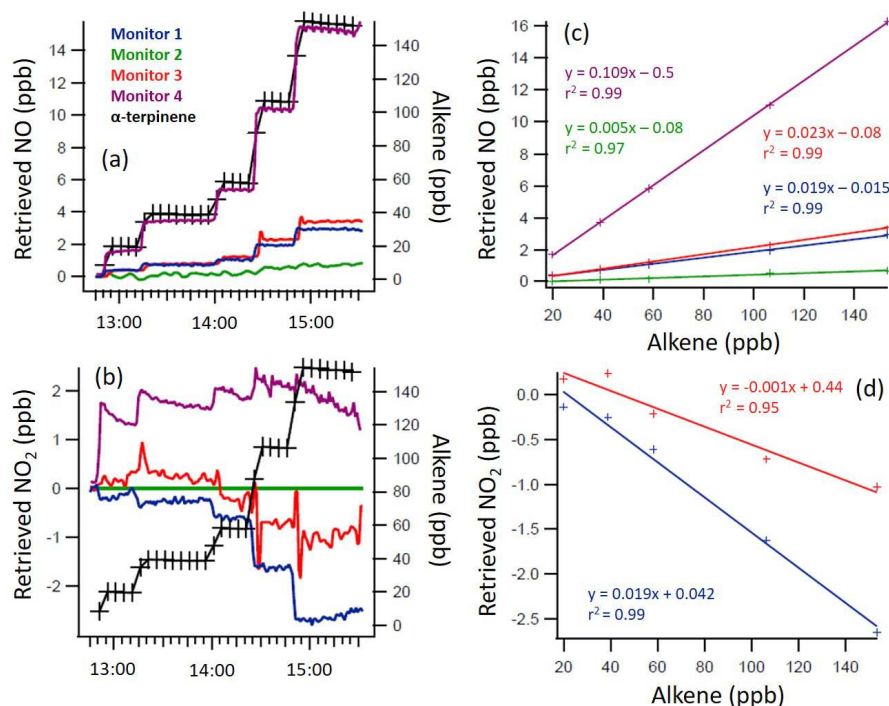 Monitor 1
Monitor 2
Monitor 3
Monitor 4
α-terpinene
(a)
Retrieved NO (ppb)
14
12
10
8
6
4
2
0
Alkene (ppb)
140
120
100
80
60
40
20
0
13:00 14:00 15:00
(c)
Retrieved NO (ppb)
16
14
12
10
8
6
4
2
0
y = 0.109x – 0.5
r² = 0.99
y = 0.005x – 0.08
r² = 0.97
y = 0.023x – 0.08
r² = 0.99
y = 0.019x – 0.015
r² = 0.99
20 40 60 80 100 120 140
Alkene (ppb)
(b)
Retrieved NO₂ (ppb)
2
1
0
-1
-2
Alkene (ppb)
140
120
100
80
60
40
20
0
13:00 14:00 15:00
(d)
Retrieved NO₂ (ppb)
0.0
-0.5
-1.0
-1.5
-2.0
-2.5
y = -0.001x + 0.44
r² = 0.95
y = 0.019x + 0.042
r² = 0.99
20 40 60 80 100 120 140
Alkene (ppb)